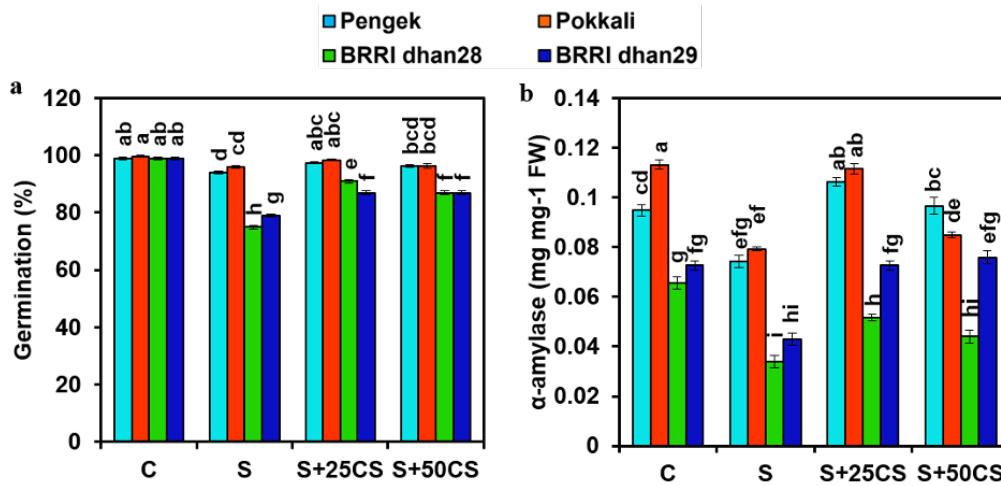 Pengek
Pokkali
BRRI dhan28
BRRI dhan29
a
Germination (%)
120
100
80
60
40
20
0
ab
a
ab
ab
d
cd
h
g
abc
abc
e
f
bcd
bcd
f
f
C
S
S+25CS
S+50CS
b
α-amylase (mg mg-1 FW)
0.14
0.12
0.1
0.08
0.06
0.04
0.02
0
cd
a
g
fg
efg
ef
i
hi
ab
ab
h
fg
bc
de
hi
efg
C
S
S+25CS
S+50CS